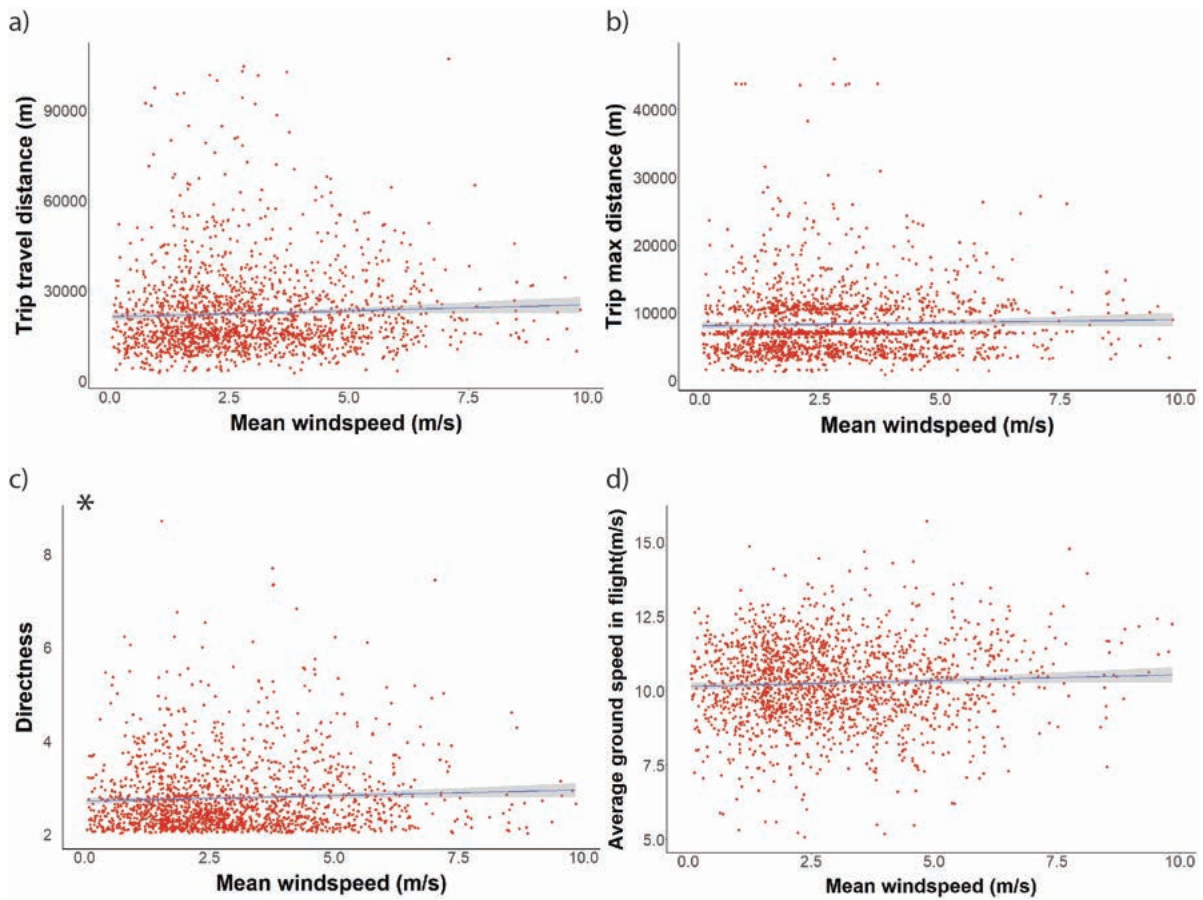 a)
Trip travel distance (m)
90000
60000
30000
0
0.0 2.5 5.0 7.5 10.0
Mean windspeed (m/s)
b)
Trip max distance (m)
40000
30000
20000
10000
0
0.0 2.5 5.0 7.5 10.0
Mean windspeed (m/s)
c)
*
Directness
8
6
4
2
0.0 2.5 5.0 7.5 10.0
Mean windspeed (m/s)
d)
Average ground speed in flight(m/s)
15.0
12.5
10.0
7.5
5.0
0.0 2.5 5.0 7.5 10.0
Mean windspeed (m/s)